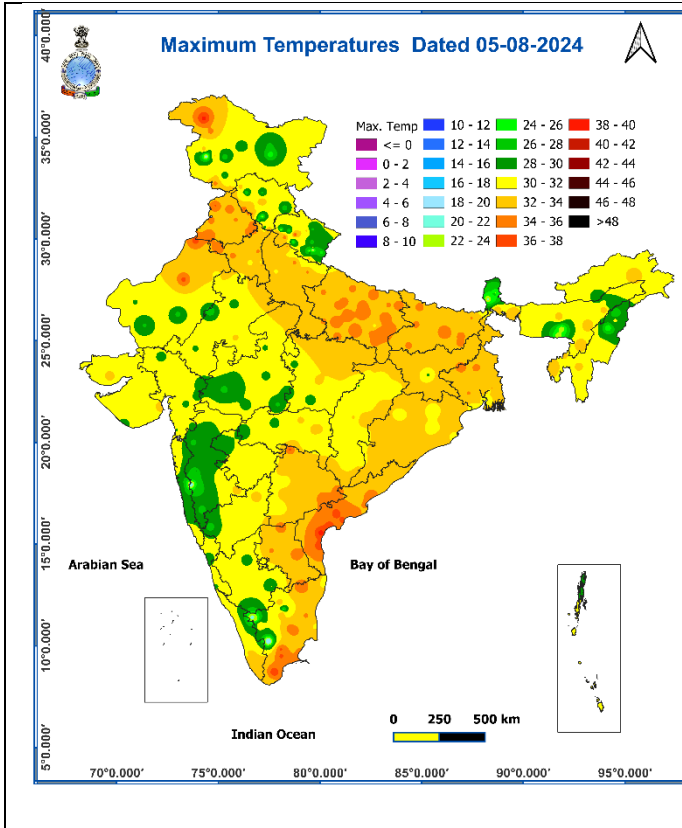 Maximum Temperatures Dated 05-08-2024
Max. Temp
<= 0
0 - 2
2 - 4
4 - 6
6 - 8
8 - 10
10 - 12
12 - 14
14 - 16
16 - 18
18 - 20
20 - 22
22 - 24
24 - 26
26 - 28
28 - 30
30 - 32
32 - 34
34 - 36
36 - 38
38 - 40
40 - 42
42 - 44
44 - 46
46 - 48
>48
40°0.000'
35°0.000'
30°0.000'
25°0.000'
20°0.000'
15°0.000'
10°0.000'
5°0.000'
Arabian Sea
Bay of Bengal
Indian Ocean
0 250 500 km
70°0.000' 75°0.000' 80°0.000' 85°0.000' 90°0.000' 95°0.000'